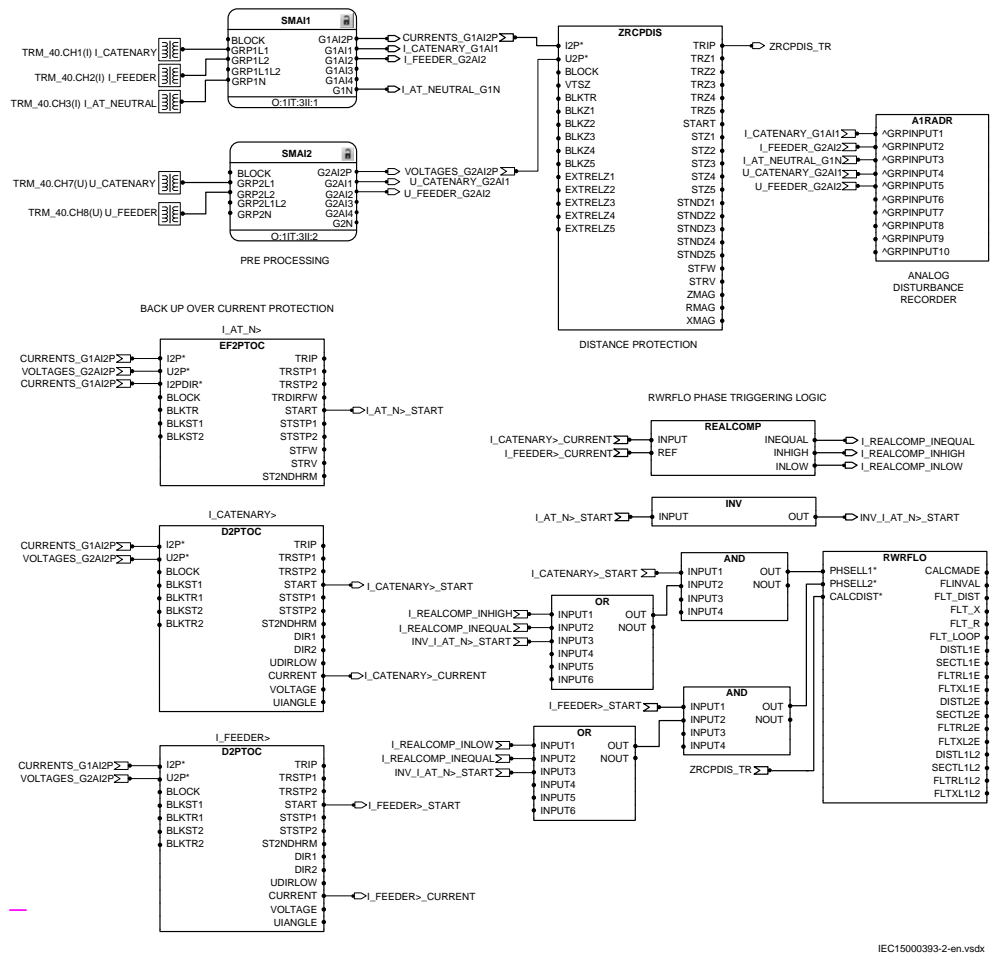 SMAI1
BLOCK
GRP1L1
GRP1L2
GRP1L1L2
GRP1N
G1AI2P
G1AI1
G1AI2
G1AI3
G1AI4
G1N
O:1IT:3II:1
TRM_40.CH1(I) I_CATENARY
TRM_40.CH2(I) I_FEEDER
TRM_40.CH3(I) I_AT_NEUTRAL
CURRENTS_G1AI2P
I_CATENARY_G1AI1
I_FEEDER_G2AI2
I_AT_NEUTRAL_G1N
SMAI2
BLOCK
GRP2L1
GRP2L2
GRP2L1L2
GRP2N
G2AI2P
G2AI1
G2AI2
G2AI3
G2AI4
G2N
O:1IT:3II:2
TRM_40.CH7(U) U_CATENARY
TRM_40.CH8(U) U_FEEDER
VOLTAGES_G2AI2P
U_CATENARY_G2AI1
U_FEEDER_G2AI2
PRE PROCESSING
ZRCPDIS
I2P*
U2P*
BLOCK
VTSZ
BLKTR
BLKZ1
BLKZ2
BLKZ3
BLKZ4
BLKZ5
EXTRELZ1
EXTRELZ2
EXTRELZ3
EXTRELZ4
EXTRELZ5
TRIP
TRZ1
TRZ2
TRZ3
TRZ4
TRZ5
START
STZ1
STZ2
STZ3
STZ4
STZ5
STNDZ1
STNDZ2
STNDZ3
STNDZ4
STNDZ5
STFW
STRV
ZMAG
RMAG
XMAG
ZRCPDIS_TR
DISTANCE PROTECTION
A1RADR
I_CATENARY_G1AI1
I_FEEDER_G2AI2
I_AT_NEUTRAL_G1N
U_CATENARY_G2AI1
U_FEEDER_G2AI2
^GRPINPUT1
^GRPINPUT2
^GRPINPUT3
^GRPINPUT4
^GRPINPUT5
^GRPINPUT6
^GRPINPUT7
^GRPINPUT8
^GRPINPUT9
^GRPINPUT10
ANALOG
DISTURBANCE
RECORDER
BACK UP OVER CURRENT PROTECTION
I_AT_N>
EF2PTOC
CURRENTS_G1AI2P
VOLTAGES_G2AI2P
CURRENTS_G1AI2P
I2P*
U2P*
I2PDIR*
BLOCK
BLKTR
BLKST1
BLKST2
TRIP
TRSTP1
TRSTP2
TRDIRFW
START
STSTP1
STSTP2
STFW
STRV
ST2NDHRM
I_AT_N>_START
I_CATENARY>
D2PTOC
CURRENTS_G1AI2P
VOLTAGES_G2AI2P
I2P*
U2P*
BLOCK
BLKST1
BLKTR1
BLKST2
BLKTR2
TRIP
TRSTP1
TRSTP2
START
STSTP1
STSTP2
ST2NDHRM
DIR1
DIR2
UDIRLOW
CURRENT
VOLTAGE
UIANGLE
I_CATENARY>_START
I_CATENARY>_CURRENT
I_FEEDER>
D2PTOC
CURRENTS_G1AI2P
VOLTAGES_G2AI2P
I2P*
U2P*
BLOCK
BLKST1
BLKTR1
BLKST2
BLKTR2
TRIP
TRSTP1
TRSTP2
START
STSTP1
STSTP2
ST2NDHRM
DIR1
DIR2
UDIRLOW
CURRENT
VOLTAGE
UIANGLE
I_FEEDER>_START
I_FEEDER>_CURRENT
RWRFLO PHASE TRIGGERING LOGIC
REALCOMP
I_CATENARY>_CURRENT
I_FEEDER>_CURRENT
INPUT
REF
INEQUAL
INHIGH
INLOW
I_REALCOMP_INEQUAL
I_REALCOMP_INHIGH
I_REALCOMP_INLOW
INV
I_AT_N>_START
INPUT
OUT
INV_I_AT_N>_START
AND
I_CATENARY>_START
INPUT1
INPUT2
INPUT3
INPUT4
OUT
NOUT
OR
I_REALCOMP_INHIGH
I_REALCOMP_INEQUAL
INV_I_AT_N>_START
INPUT1
INPUT2
INPUT3
INPUT4
INPUT5
INPUT6
OUT
NOUT
AND
I_FEEDER>_START
INPUT1
INPUT2
INPUT3
INPUT4
OUT
NOUT
OR
I_REALCOMP_INLOW
I_REALCOMP_INEQUAL
INV_I_AT_N>_START
INPUT1
INPUT2
INPUT3
INPUT4
INPUT5
INPUT6
OUT
NOUT
ZRCPDIS_TR
RWRFLO
PHSELL1*
PHSELL2*
CALCDIST*
CALCMADE
FLINVAL
FLT_DIST
FLT_X
FLT_R
FLT_LOOP
DISTL1E
SECTL1E
FLTRL1E
FLTXL1E
DISTL2E
SECTL2E
FLTRL2E
FLTXL2E
DISTL1L2
SECTL1L2
FLTRL1L2
FLTXL1L2
IEC15000393-2-en.vsdx